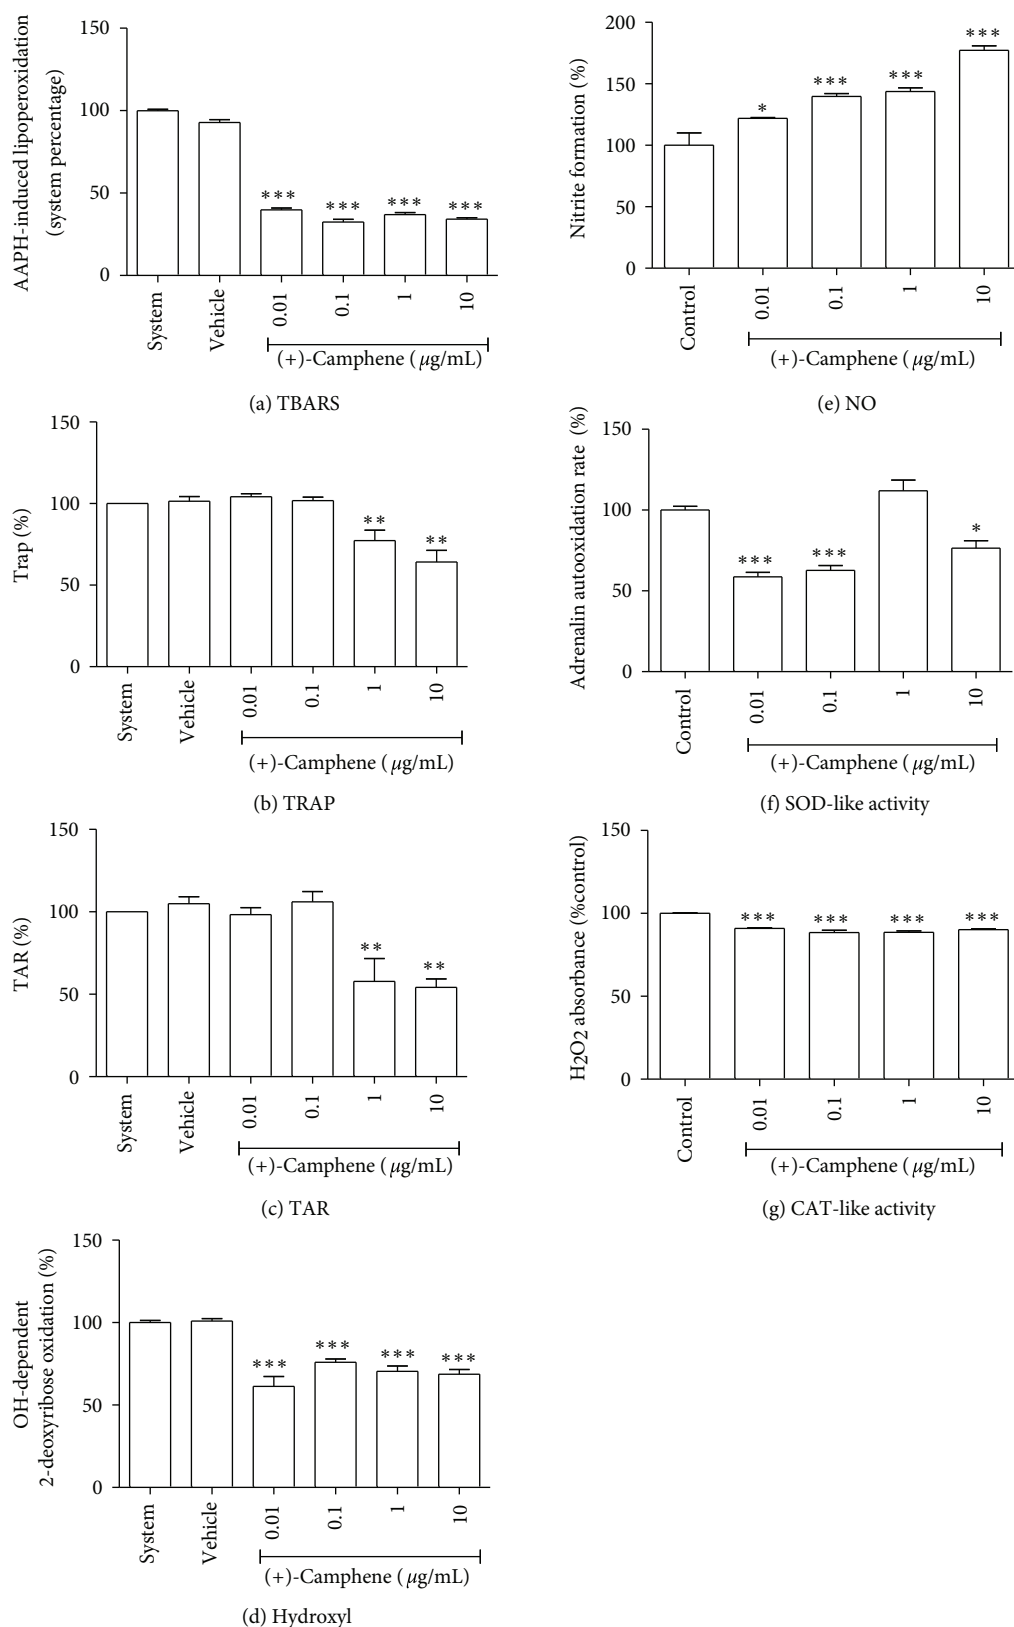 AAPH-induced lipoperoxidation
(system percentage)
150
100
50
0
***
***
***
***
System
Vehicle
0.01
0.1
1
10
(+)-Camphene (μg/mL)
(a) TBARS
Trap (%)
150
100
50
0
**
**
System
Vehicle
0.01
0.1
1
10
(+)-Camphene (μg/mL)
(b) TRAP
TAR (%)
150
100
50
0
**
**
System
Vehicle
0.01
0.1
1
10
(+)-Camphene (μg/mL)
(c) TAR
OH-dependent
2-deoxyribose oxidation (%)
150
100
50
0
***
***
***
***
System
Vehicle
0.01
0.1
1
10
(+)-Camphene (μg/mL)
(d) Hydroxyl
Nitrite formation (%)
200
150
100
50
0
*
***
***
***
Control
0.01
0.1
1
10
(+)-Camphene (μg/mL)
(e) NO
Adrenalin autooxidation rate (%)
150
100
50
0
***
***
*
Control
0.01
0.1
1
10
(+)-Camphene (μg/mL)
(f) SOD-like activity
H2O2 absorbance (%control)
150
100
50
0
***
***
***
***
Control
0.01
0.1
1
10
(+)-Camphene (μg/mL)
(g) CAT-like activity